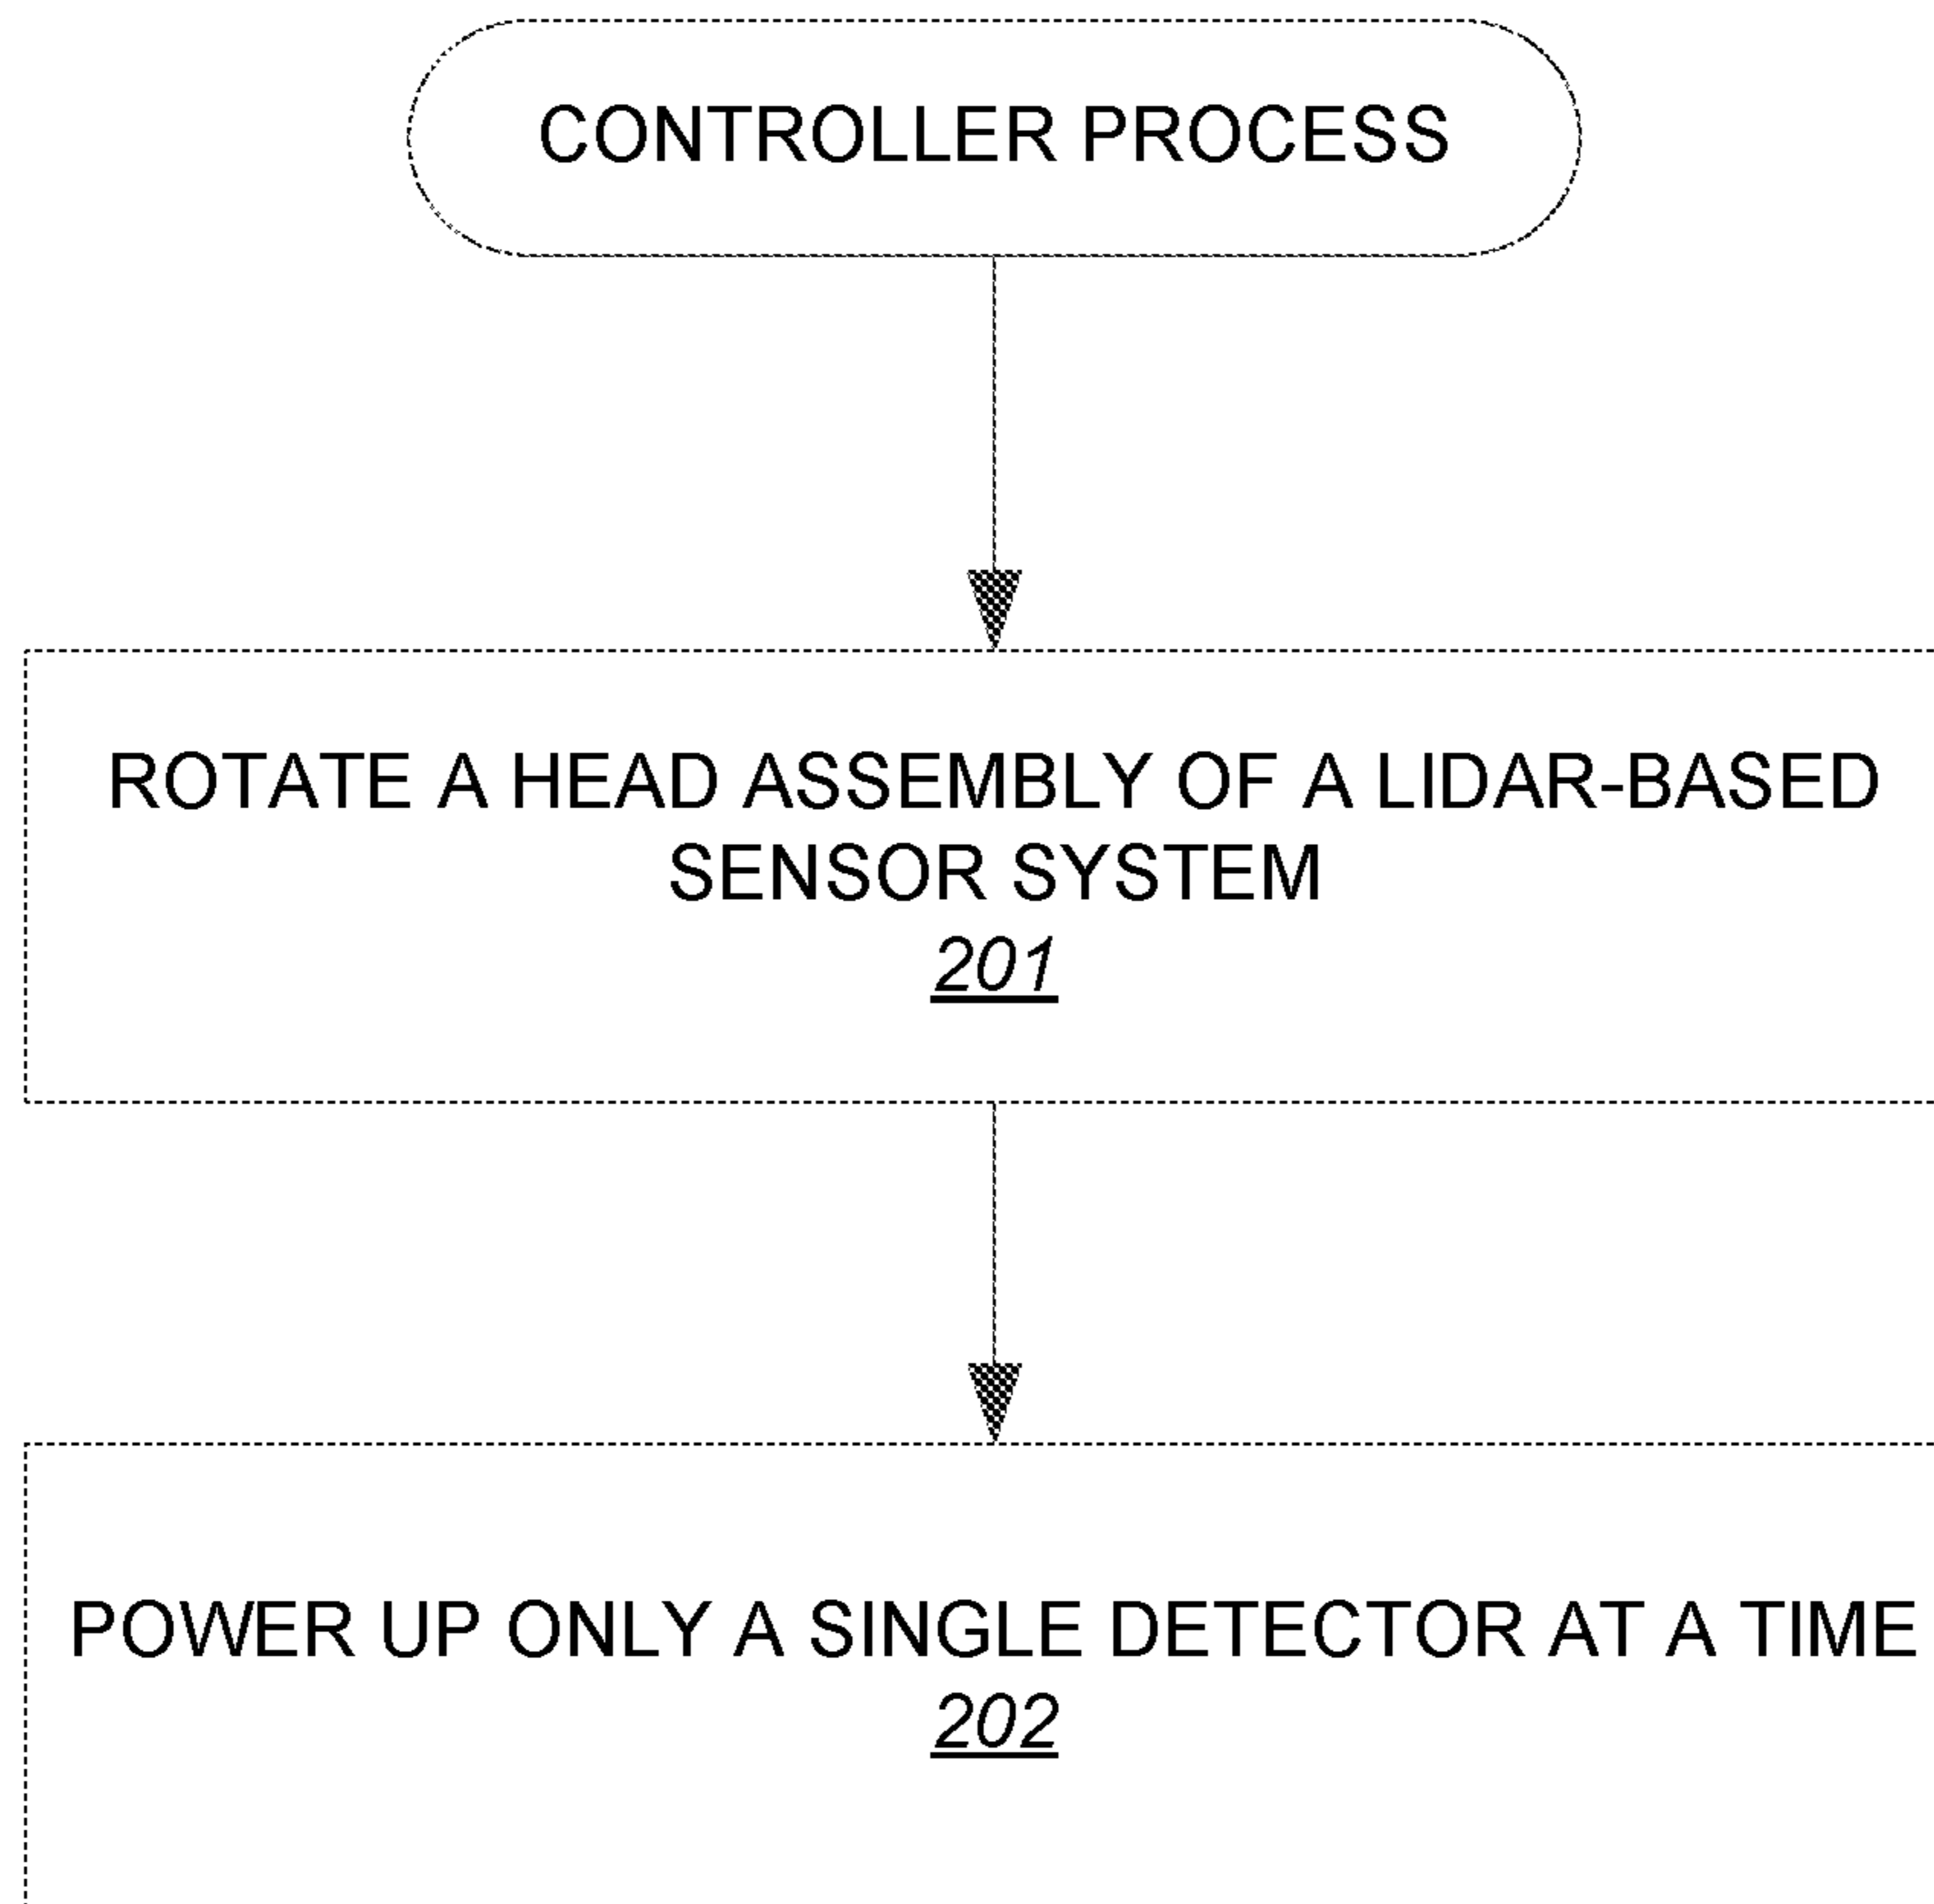 CONTROLLER PROCESS
ROTATE A HEAD ASSEMBLY OF A LIDAR-BASED
SENSOR SYSTEM
201
POWER UP ONLY A SINGLE DETECTOR AT A TIME
202